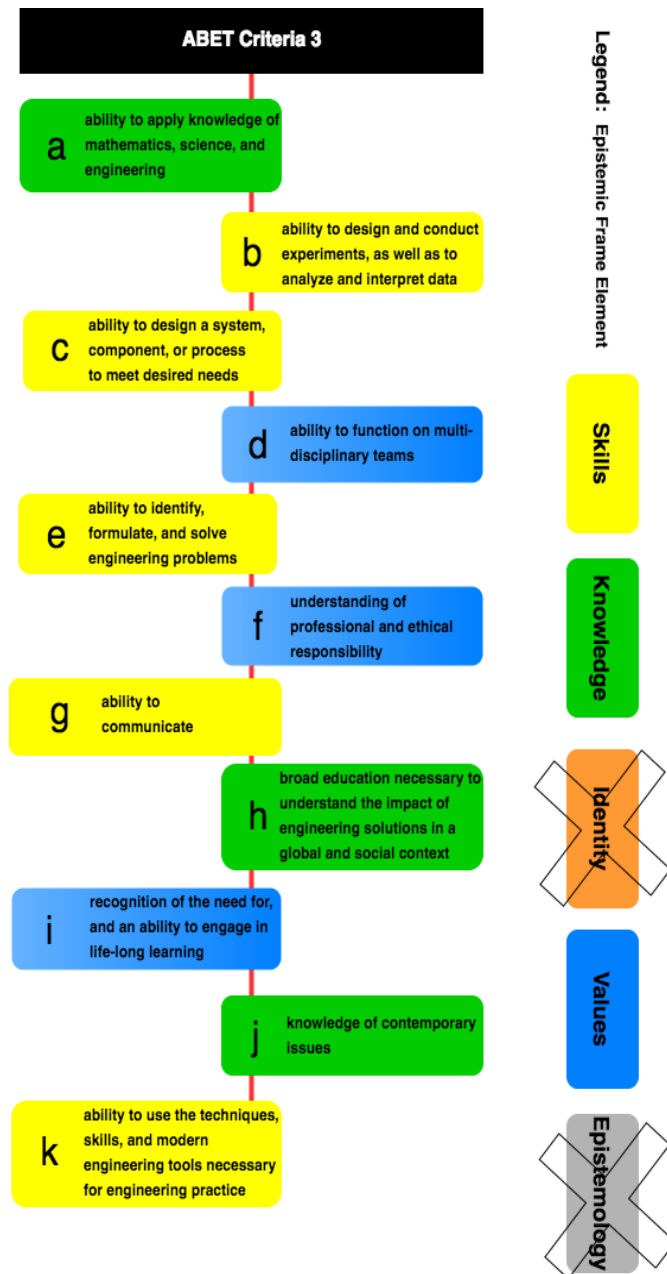 ABET Criteria 3
a
ability to apply knowledge of
mathematics, science, and
engineering
b
ability to design and conduct
experiments, as well as to
analyze and interpret data
c
ability to design a system,
component, or process
to meet desired needs
d
ability to function on multi-
disciplinary teams
e
ability to identify,
formulate, and solve
engineering problems
f
understanding of
professional and ethical
responsibility
g
ability to
communicate
h
broad education necessary to
understand the impact of
engineering solutions in a
global and social context
i
recognition of the need for,
and an ability to engage in
life-long learning
j
knowledge of contemporary
issues
k
ability to use the techniques,
skills, and modern
engineering tools necessary
for engineering practice
Legend: Epistemic Frame Element
Skills
Knowledge
Identity
Values
Epistemology